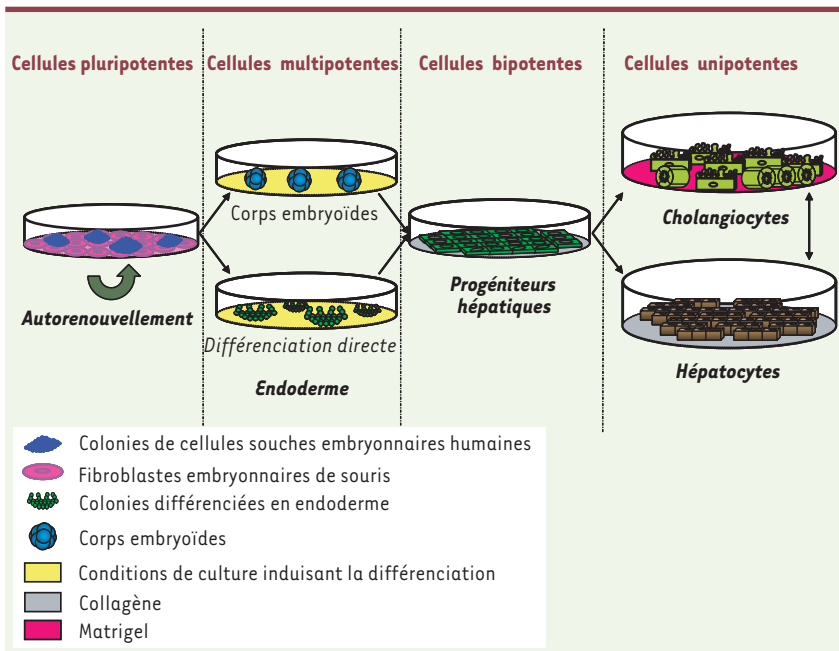 Cellules pluripotentes
Cellules multipotentes
Cellules bipotentes
Cellules unipotentes
Corps embryoïdes
Cholangiocytes
Progéniteurs
hépatiques
Autorenouvellement
Différenciation directe
Endoderme
Hépatocytes
Colonies de cellules souches embryonnaires humaines
Fibroblastes embryonnaires de souris
Colonies différenciées en endoderme
Corps embryoïdes
Conditions de culture induisant la différenciation
Collagène
Matrigel